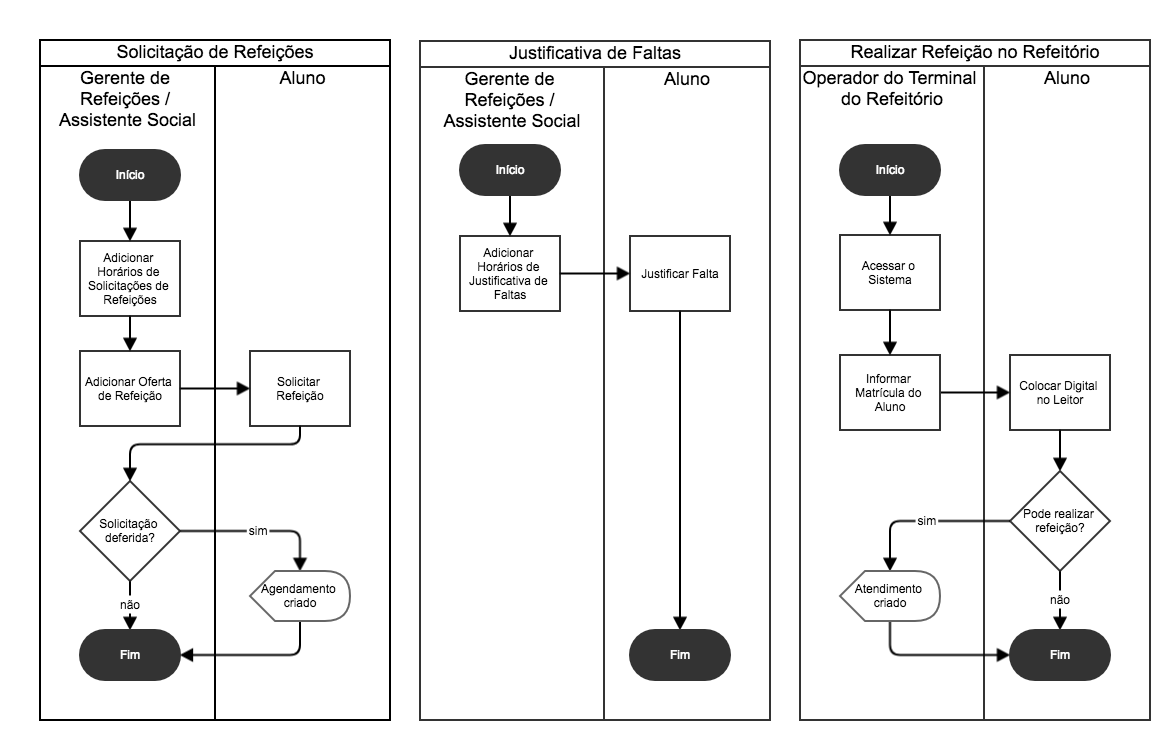 Solicitação de Refeições
Gerente de
Refeições /
Assistente Social
Aluno
Início
Adicionar
Horários de
Solicitações de
Refeições
Adicionar Oferta
de Refeição
Solicitar
Refeição
Solicitação
deferida?
sim
não
Agendamento
criado
Fim
Justificativa de Faltas
Gerente de
Refeições /
Assistente Social
Aluno
Início
Adicionar
Horários de
Justificativa de
Faltas
Justificar Falta
Fim
Realizar Refeição no Refeitório
Operador do Terminal
do Refeitório
Aluno
Início
Acessar o
Sistema
Informar
Matrícula do
Aluno
Colocar Digital
no Leitor
Pode realizar
refeição?
sim
não
Atendimento
criado
Fim